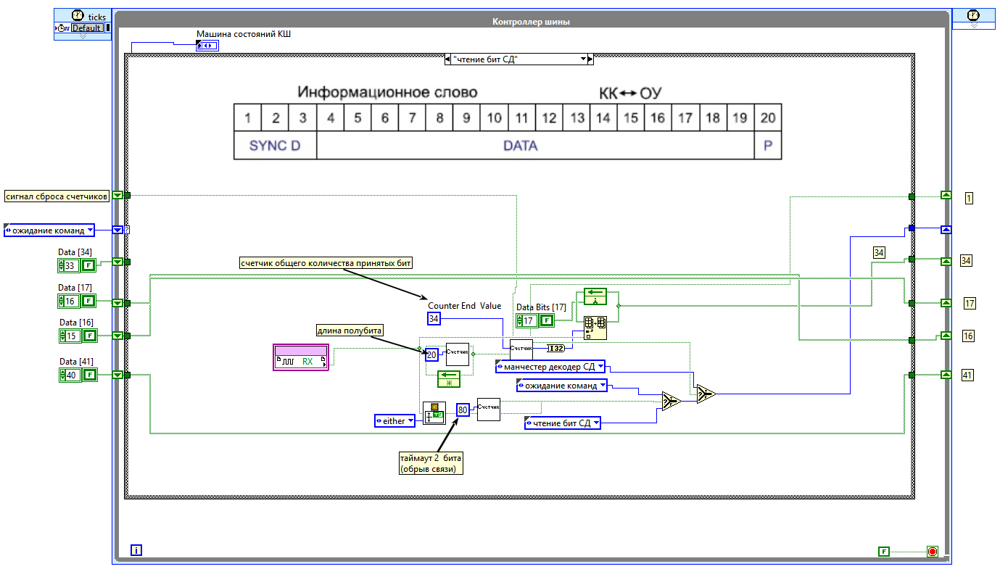 ticks
Default
Контроллер шины
Машина состояний КШ
"чтение бит СД"
Информационное слово КК↔ОУ
1 2 3 4 5 6 7 8 9 10 11 12 13 14 15 16 17 18 19 20
SYNC D DATA P
сигнал сброса счетчиков
1
ожидание команд
?
Data [34]
33 F
34
34
счетчик общего количества принятых бит
Data [17]
16 F
17
Counter End Value
34
Data Bits [17]
17 F
Data [16]
15 F
16
длина полубита
20
Счетчик
Счетчик
I32
RX
манчестер декодер СД
Data [41]
40 F
41
ожидание команд
either
TF
80
Счетчик
чтение бит СД
?
?
таймаут 2 бита
(обрыв связи)
i
F